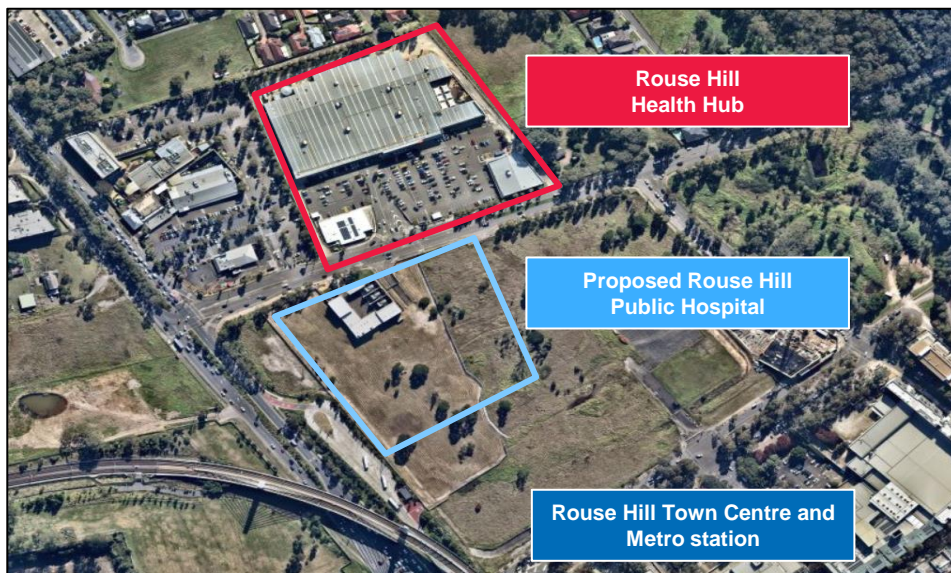 Rouse Hill
Health Hub
Proposed Rouse Hill
Public Hospital
Rouse Hill Town Centre and
Metro station